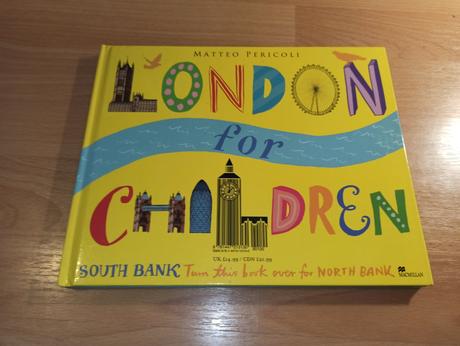 MATTEO PERICOLI
LONDON
for
CHILDREN
UK £14.99 / CDN $21.99
SOUTH BANK Turn this book over for NORTH BANK
MACMILLAN